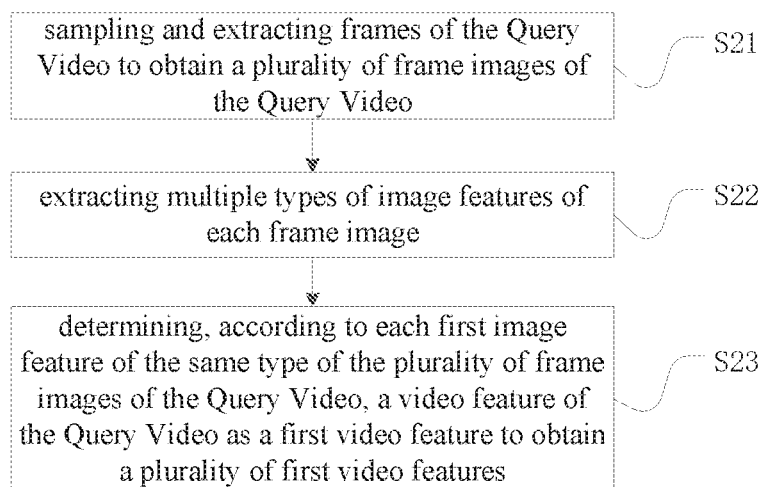 sampling and extracting frames of the Query
Video to obtain a plurality of frame images of
the Query Video
S21
extracting multiple types of image features of
each frame image
S22
determining, according to each first image
feature of the same type of the plurality of frame
images of the Query Video, a video feature of
the Query Video as a first video feature to obtain
a plurality of first video features
S23